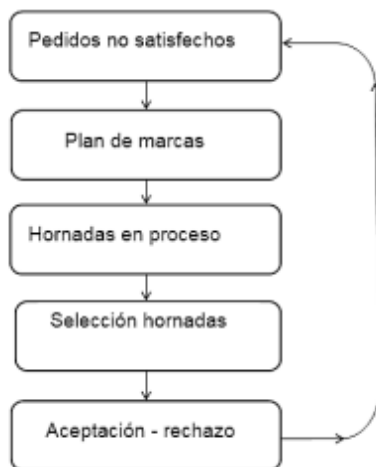 Pedidos no satisfechos
Plan de marcas
Hornadas en proceso
Selección hornadas
Aceptación - rechazo